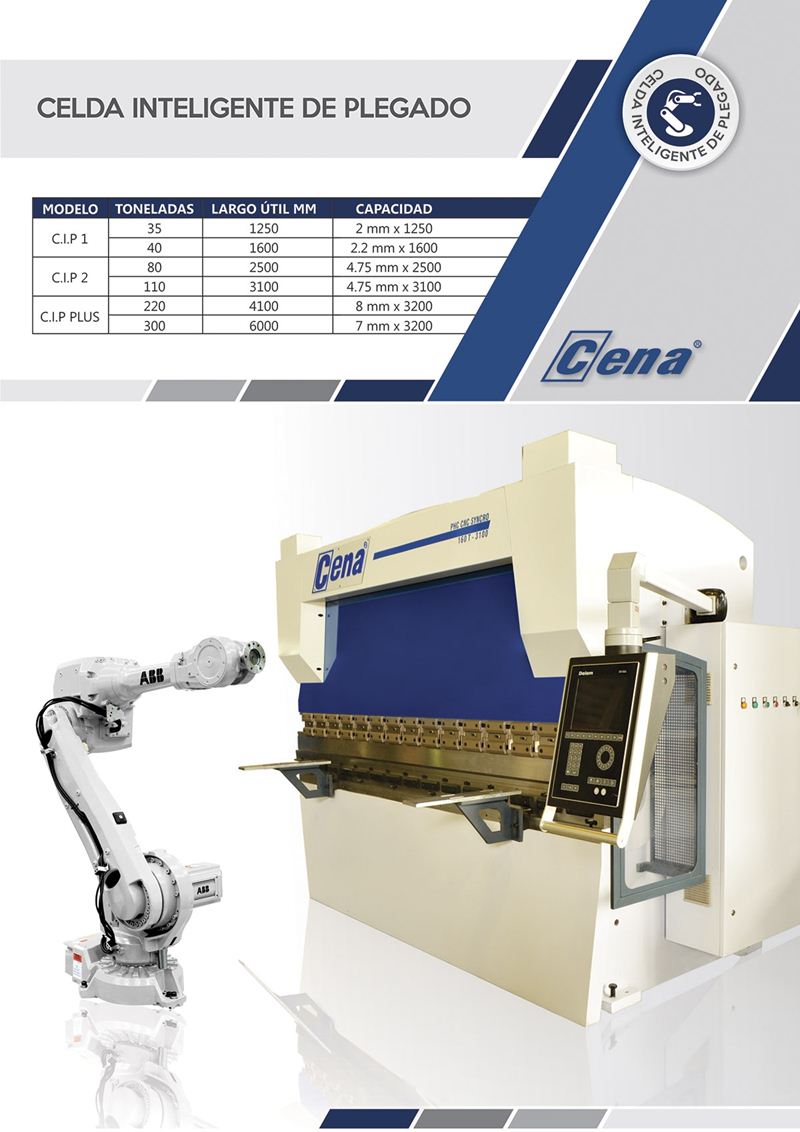 CELDA INTELIGENTE DE PLEGADO
CELDA INTELIGENTE DE PLEGADO
MODELO TONELADAS LARGO ÚTIL MM CAPACIDAD
C.I.P 1 35 1250 2 mm x 1250
40 1600 2.2 mm x 1600
C.I.P 2 80 2500 4.75 mm x 2500
110 3100 4.75 mm x 3100
C.I.P PLUS 220 4100 8 mm x 3200
300 6000 7 mm x 3200
Cena®
PHC CNC SYNCRO
160 T - 3100
Cena®
ABB
Delem
ABB